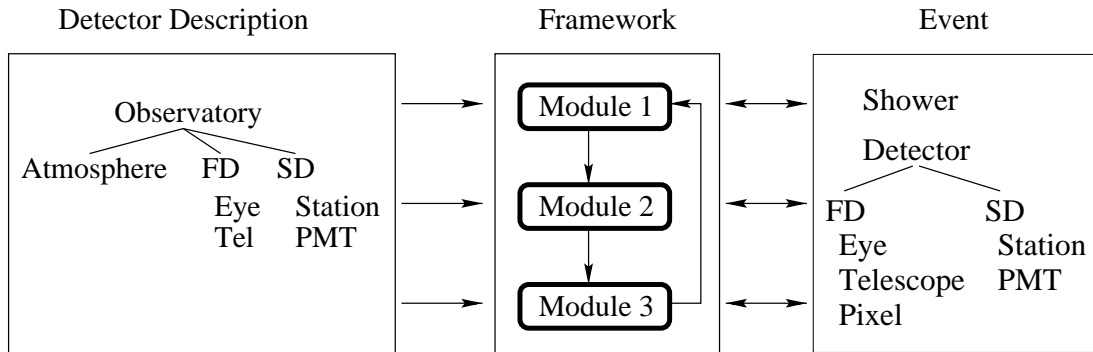 Detector Description
Framework
Event
Observatory
Atmosphere FD SD
Eye Station
Tel PMT
Module 1
Module 2
Module 3
Shower
Detector
FD SD
Eye Station
Telescope PMT
Pixel